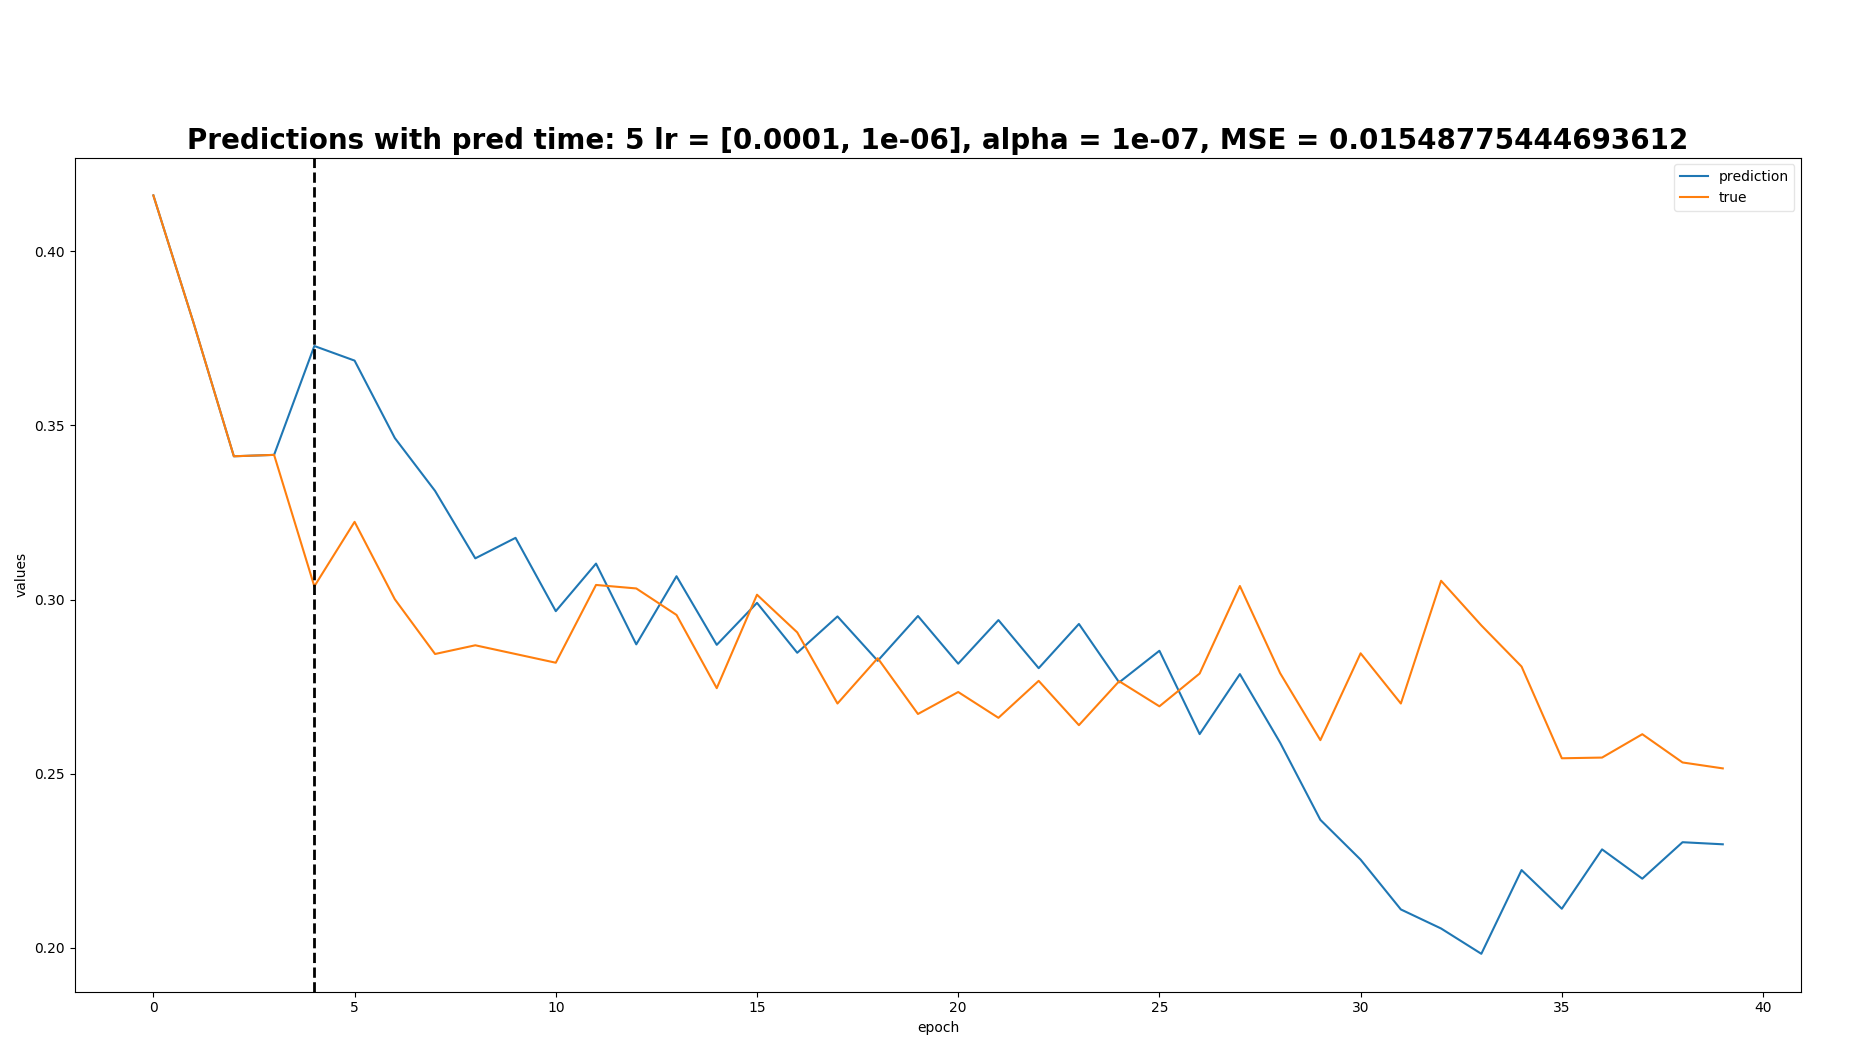 Predictions with pred time: 5 lr = [0.0001, 1e-06], alpha = 1e-07, MSE = 0.01548775444693612
prediction
true
0.40
0.35
0.30
0.25
0.20
values
0 5 10 15 20 25 30 35 40
epoch